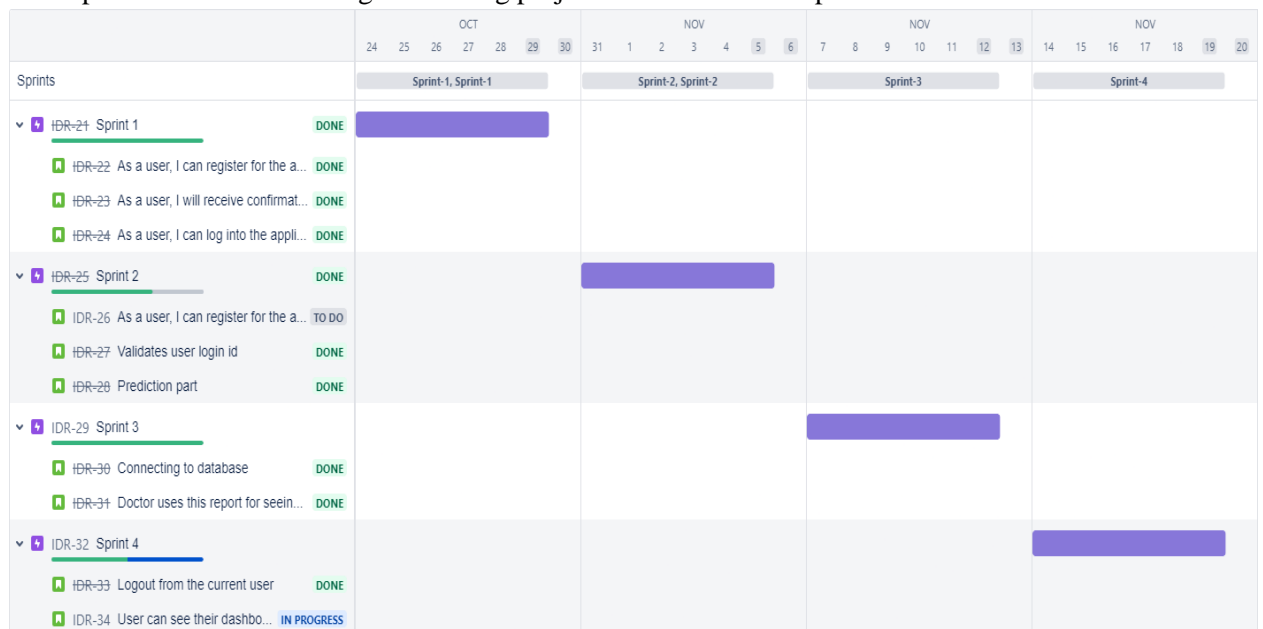 OCT NOV NOV NOV
24 25 26 27 28 29 30 31 1 2 3 4 5 6 7 8 9 10 11 12 13 14 15 16 17 18 19 20
Sprints Sprint-1, Sprint-1 Sprint-2, Sprint-2 Sprint-3 Sprint-4
IDR-21 Sprint 1 DONE
IDR-22 As a user, I can register for the a... DONE
IDR-23 As a user, I will receive confirmat... DONE
IDR-24 As a user, I can log into the appli... DONE
IDR-25 Sprint 2 DONE
IDR-26 As a user, I can register for the a... TO DO
IDR-27 Validates user login id DONE
IDR-28 Prediction part DONE
IDR-29 Sprint 3
IDR-30 Connecting to database DONE
IDR-31 Doctor uses this report for seein... DONE
IDR-32 Sprint 4
IDR-33 Logout from the current user DONE
IDR-34 User can see their dashbo... IN PROGRESS